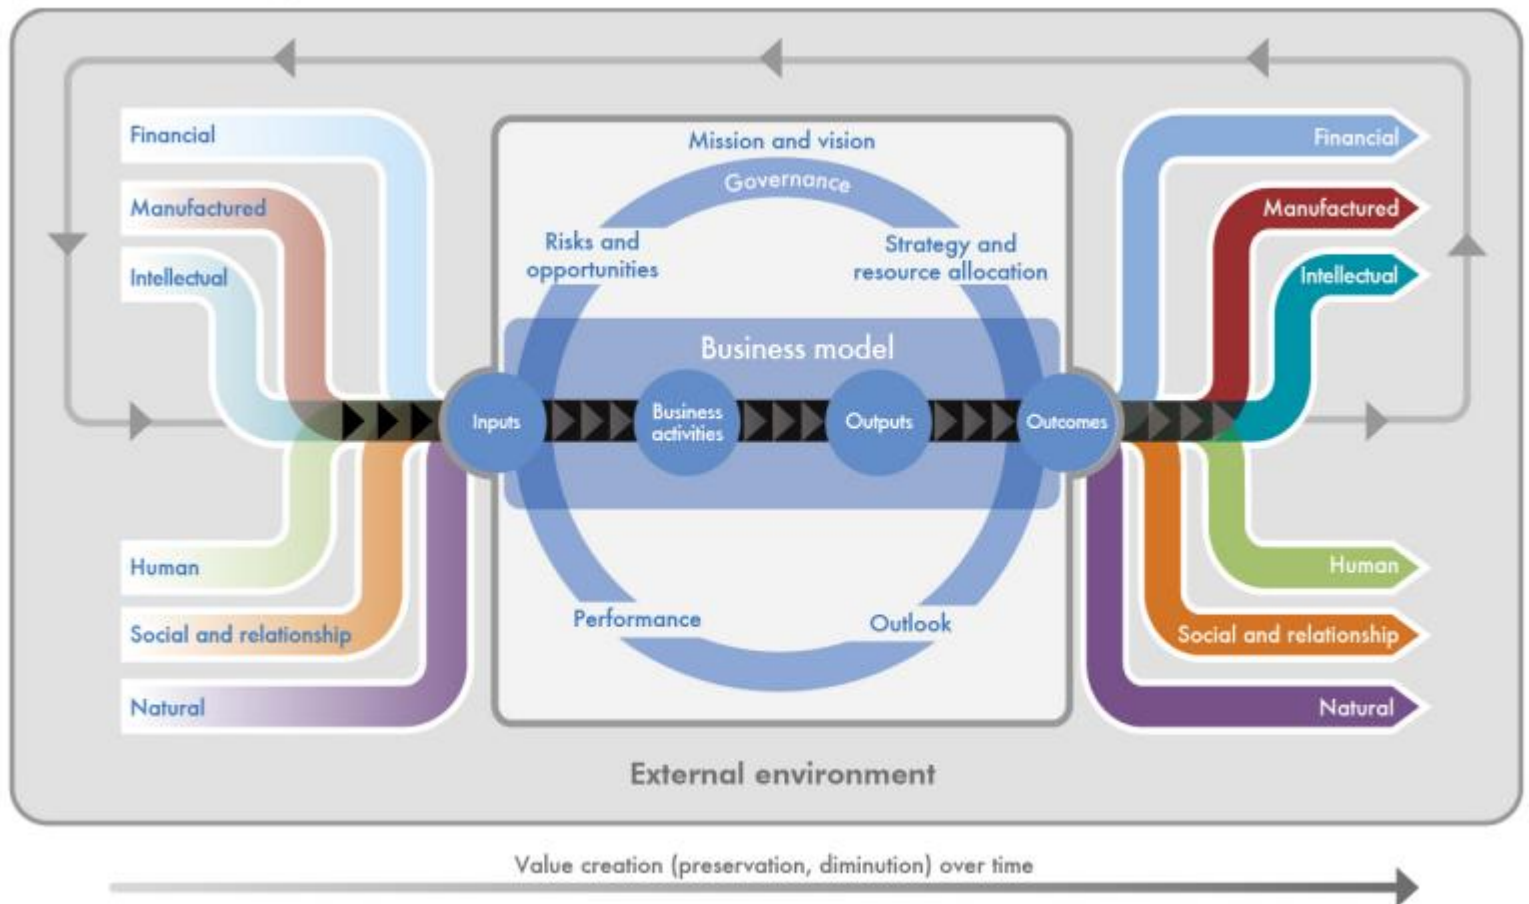 Financial
Manufactured
Intellectual
Human
Social and relationship
Natural
Mission and vision
Governance
Risks and
opportunities
Strategy and
resource allocation
Business model
Inputs
Business
activities
Outputs
Outcomes
Performance
Outlook
Financial
Manufactured
Intellectual
Human
Social and relationship
Natural
External environment
Value creation (preservation, diminution) over time